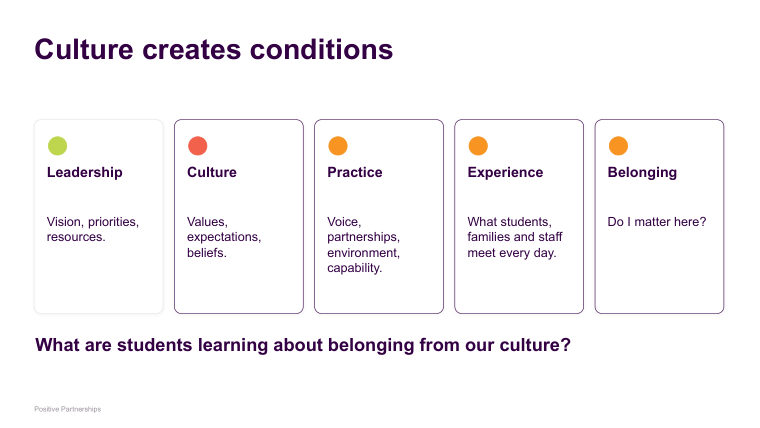 Culture creates conditions
Leadership
Vision, priorities,
resources.
Culture
Values,
expectations,
beliefs.
Practice
Voice,
partnerships,
environment,
capability.
Experience
What students,
families and staff
meet every day.
Belonging
Do I matter here?
What are students learning about belonging from our culture?
Positive Partnerships